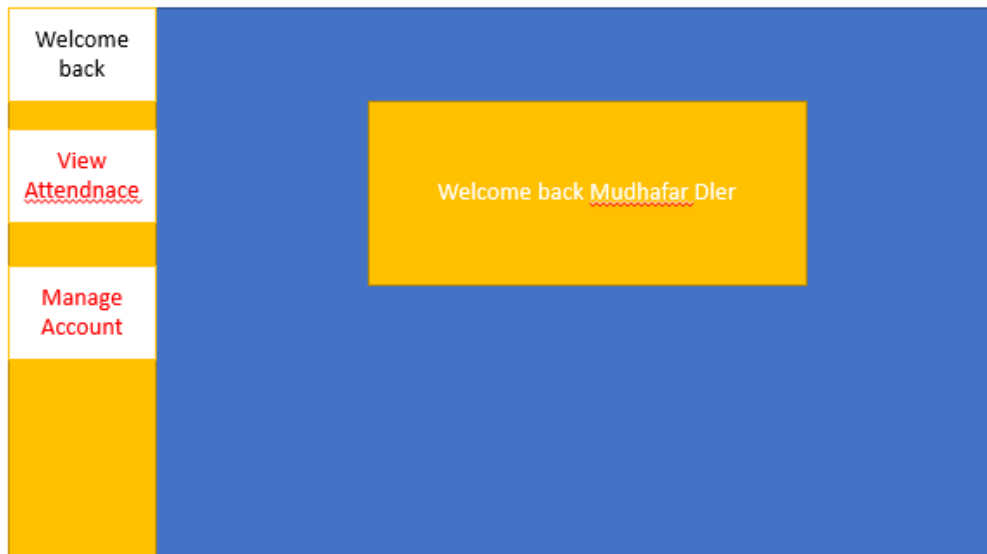 Welcome
back
View
Attendnace
Manage
Account
Welcome back Mudhafar Dler